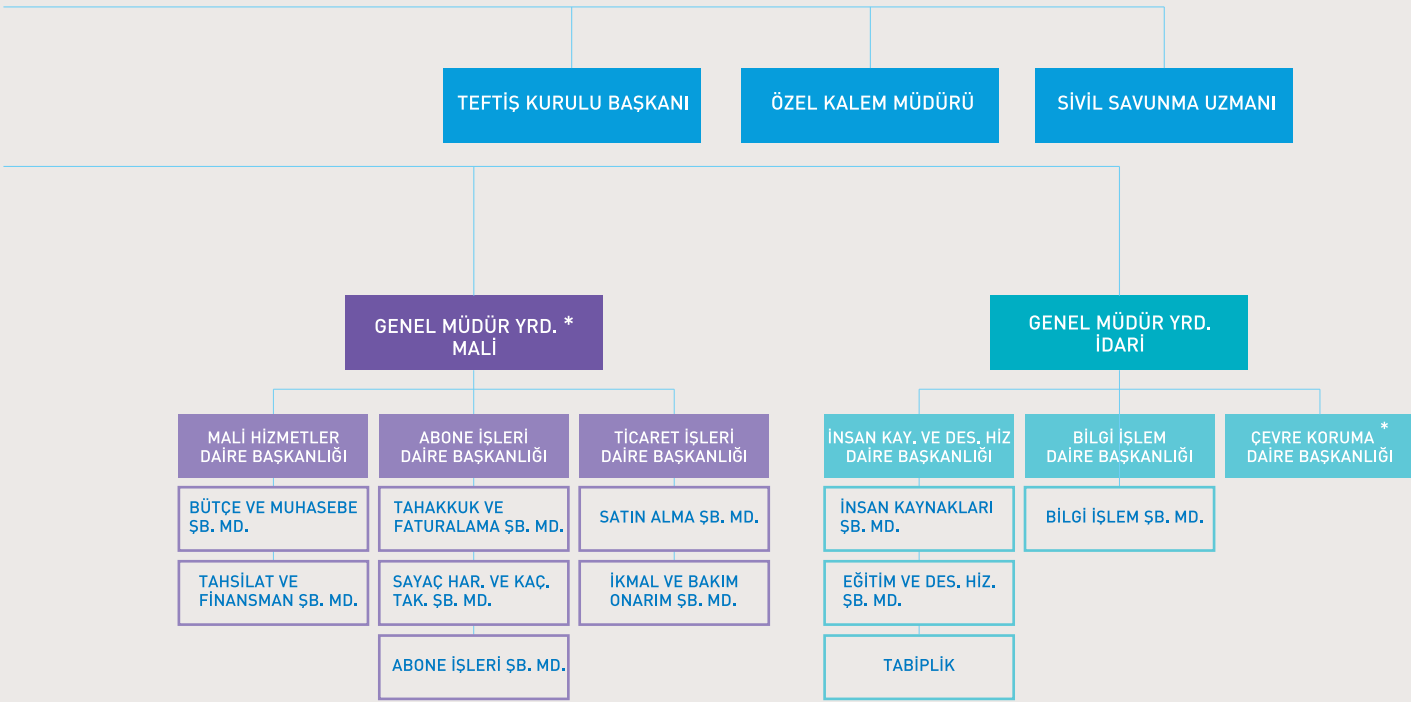 TEFTİŞ KURULU BAŞKANI
ÖZEL KALEM MÜDÜRÜ
SİVİL SAVUNMA UZMANI
GENEL MÜDÜR YRD. *
MALİ
GENEL MÜDÜR YRD.
İDARİ
MALİ HİZMETLER
DAİRE BAŞKANLIĞI
ABONE İŞLERİ
DAİRE BAŞKANLIĞI
TİCARET İŞLERİ
DAİRE BAŞKANLIĞI
İNSAN KAY. VE DES. HİZ
DAİRE BAŞKANLIĞI
BİLGİ İŞLEM
DAİRE BAŞKANLIĞI
ÇEVRE KORUMA *
DAİRE BAŞKANLIĞI
BÜTÇE VE MUHASEBE
ŞB. MD.
TAHAKKUK VE
FATURALAMA ŞB. MD.
SATIN ALMA ŞB. MD.
İNSAN KAYNAKLARI
ŞB. MD.
BİLGİ İŞLEM ŞB. MD.
TAHSİLAT VE
FİNANSMAN ŞB. MD.
SAYAÇ HAR. VE KAÇ.
TAK. ŞB. MD.
İKMAL VE BAKIM
ONARIM ŞB. MD.
EĞİTİM VE DES. HİZ.
ŞB. MD.
ABONE İŞLERİ ŞB. MD.
TABİPLİK